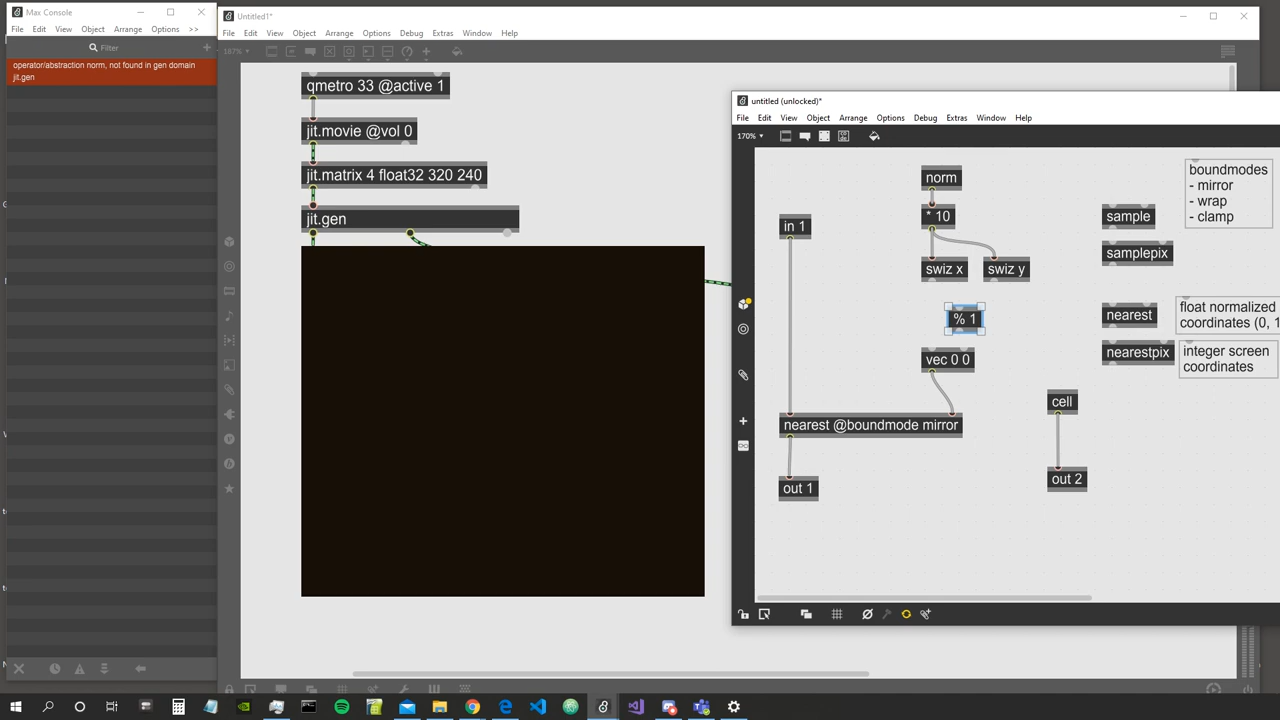 Max Console
File Edit View Object Arrange Options >>
Filter
operator/abstraction norm, not found in gen domain
jit.gen
Untitled1*
File Edit View Object Arrange Options Debug Extras Window Help
187%
qmetro 33 @active 1
jit.movie @vol 0
jit.matrix 4 float32 320 240
jit.gen
untitled (unlocked)*
File Edit View Object Arrange Options Debug Extras Window Help
170%
norm
* 10
in 1
swiz x
swiz y
% 1
vec 0 0
nearest @boundmode mirror
out 1
cell
out 2
sample
samplepix
nearest
nearestpix
boundmodes
- mirror
- wrap
- clamp
float normalized
coordinates (0, 1
integer screen
coordinates